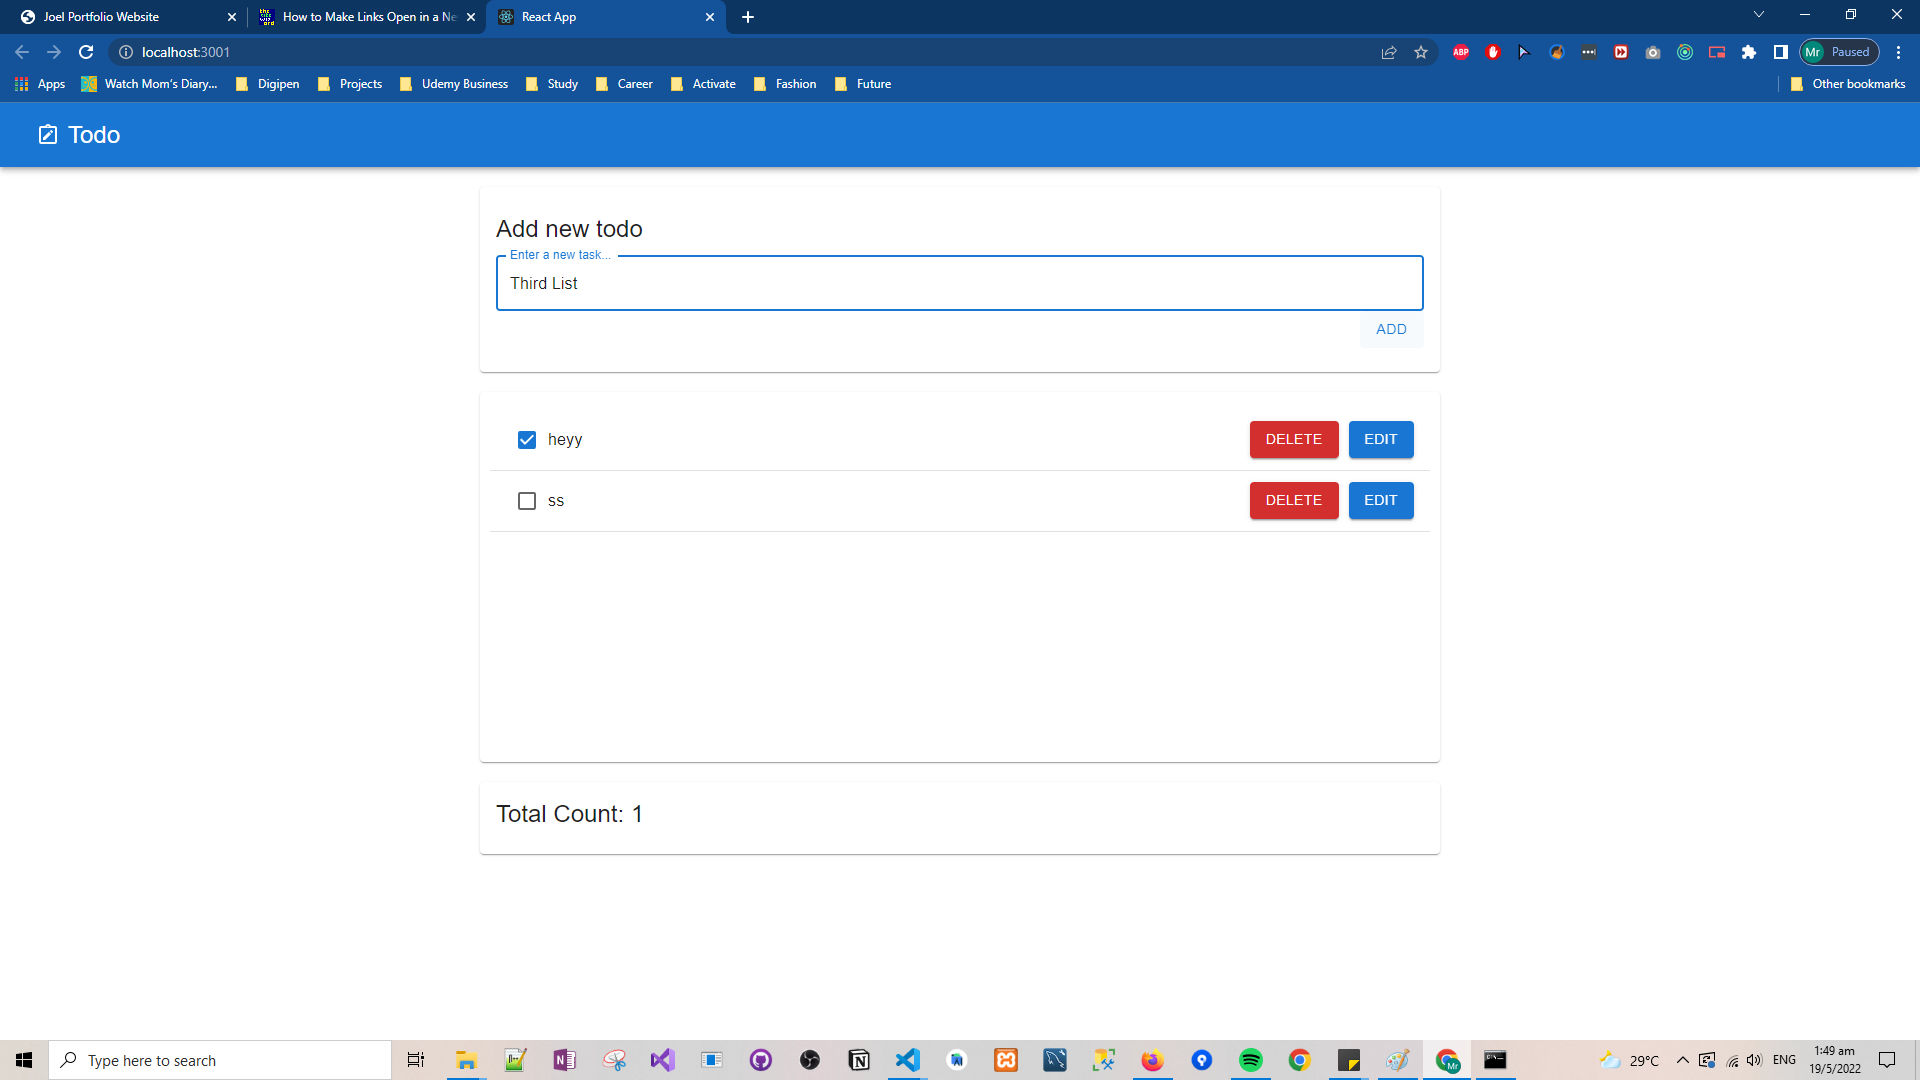 Joel Portfolio Website
How to Make Links Open in a Ne
React App
localhost:3001
ABP
Mr Paused
Apps
Watch Mom's Diary...
Digipen
Projects
Udemy Business
Study
Career
Activate
Fashion
Future
Other bookmarks
Todo
Add new todo
Enter a new task...
Third List
ADD
heyy
DELETE
EDIT
ss
DELETE
EDIT
Total Count: 1
Type here to search
29°C
ENG
1:49 am
19/5/2022